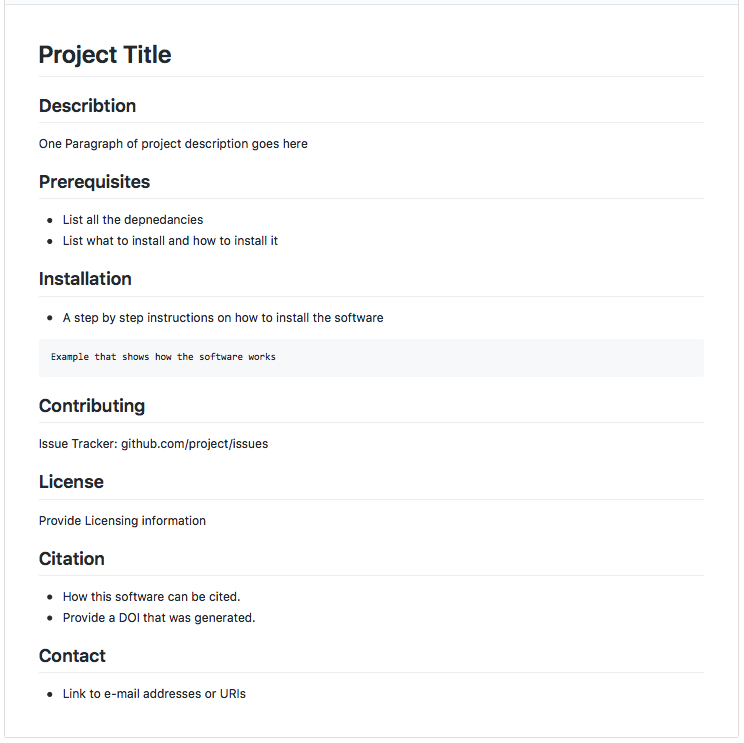 Project Title
Describtion
One Paragraph of project description goes here
Prerequisites
List all the depnedancies
List what to install and how to install it
Installation
A step by step instructions on how to install the software
Example that shows how the software works
Contributing
Issue Tracker: github.com/project/issues
License
Provide Licensing information
Citation
How this software can be cited.
Provide a DOI that was generated.
Contact
Link to e-mail addresses or URIs